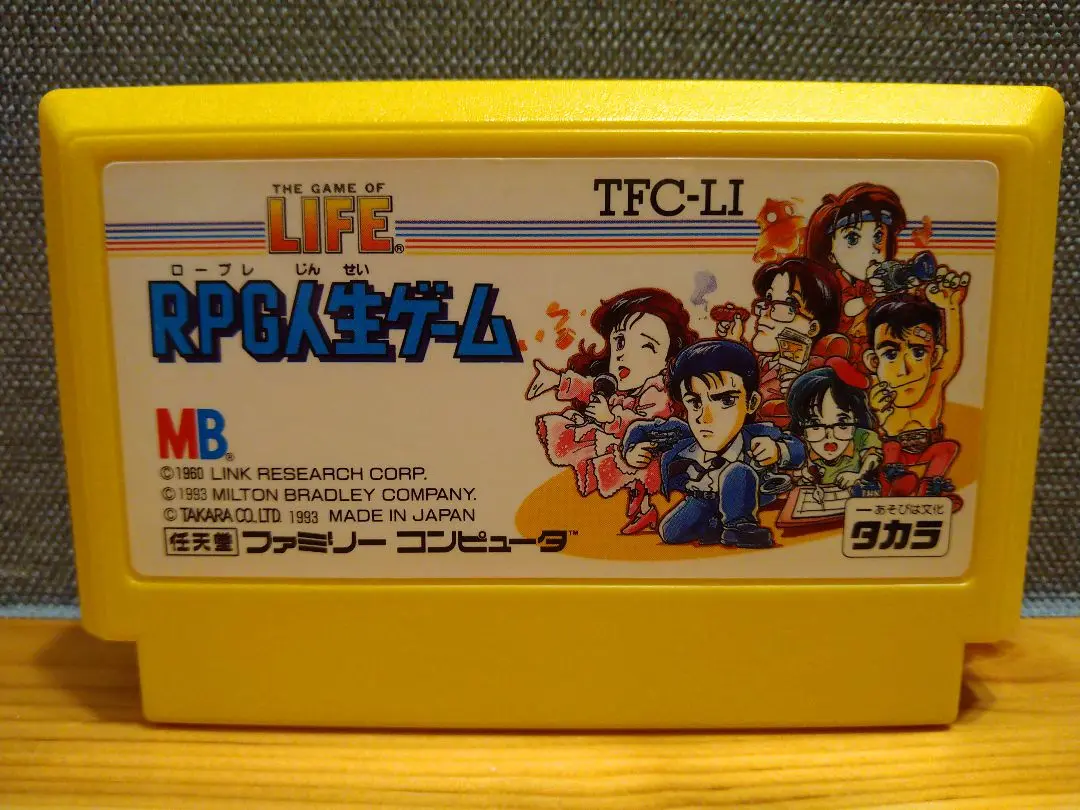 THE GAME OF
LIFE®
TFC-LI
ロープレ じん せい
RPG人生ゲーム
MB®
©1960 LINK RESEARCH CORP.
©1993 MILTON BRADLEY COMPANY.
©TAKARA CO.,LTD. 1993 MADE IN JAPAN
任天堂 ファミリー コンピュータ™
―あそびは文化
タカラ